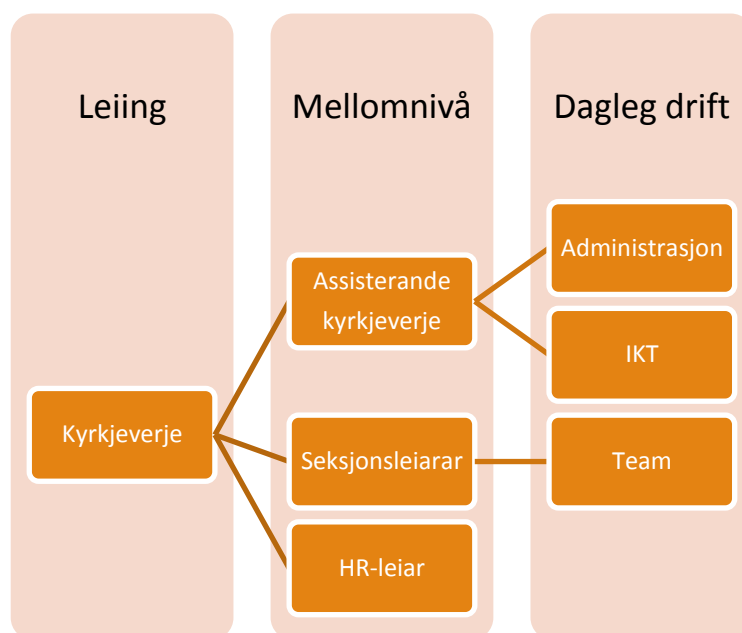 Leiing
Mellomnivå
Dagleg drift
Kyrkjeverje
Assisterande
kyrkjeverje
Seksjonsleiarar
HR-leiar
Administrasjon
IKT
Team